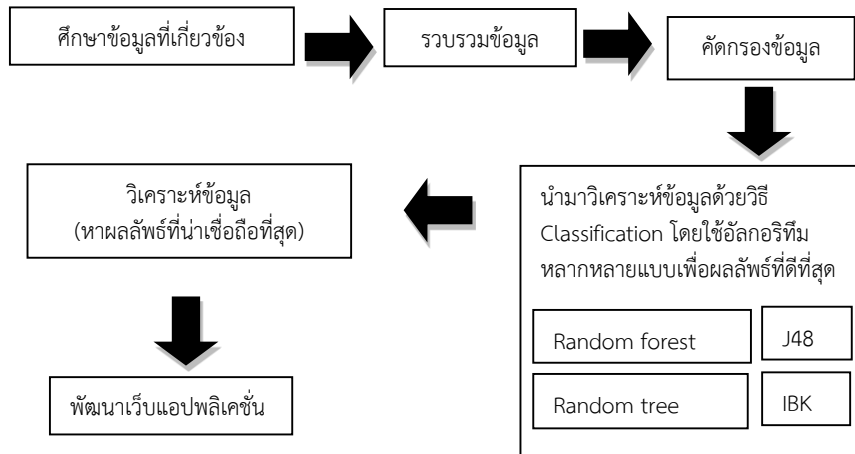 ศึกษาข้อมูลที่เกี่ยวข้อง
รวบรวมข้อมูล
คัดกรองข้อมูล
นำมาวิเคราะห์ข้อมูลด้วยวิธี
Classification โดยใช้อัลกอริทึม
หลากหลายแบบเพื่อผลลัพธ์ที่ดีที่สุด
Random forest
J48
Random tree
IBK
วิเคราะห์ข้อมูล
(หาผลลัพธ์ที่น่าเชื่อถือที่สุด)
พัฒนาเว็บแอปพลิเคชั่น